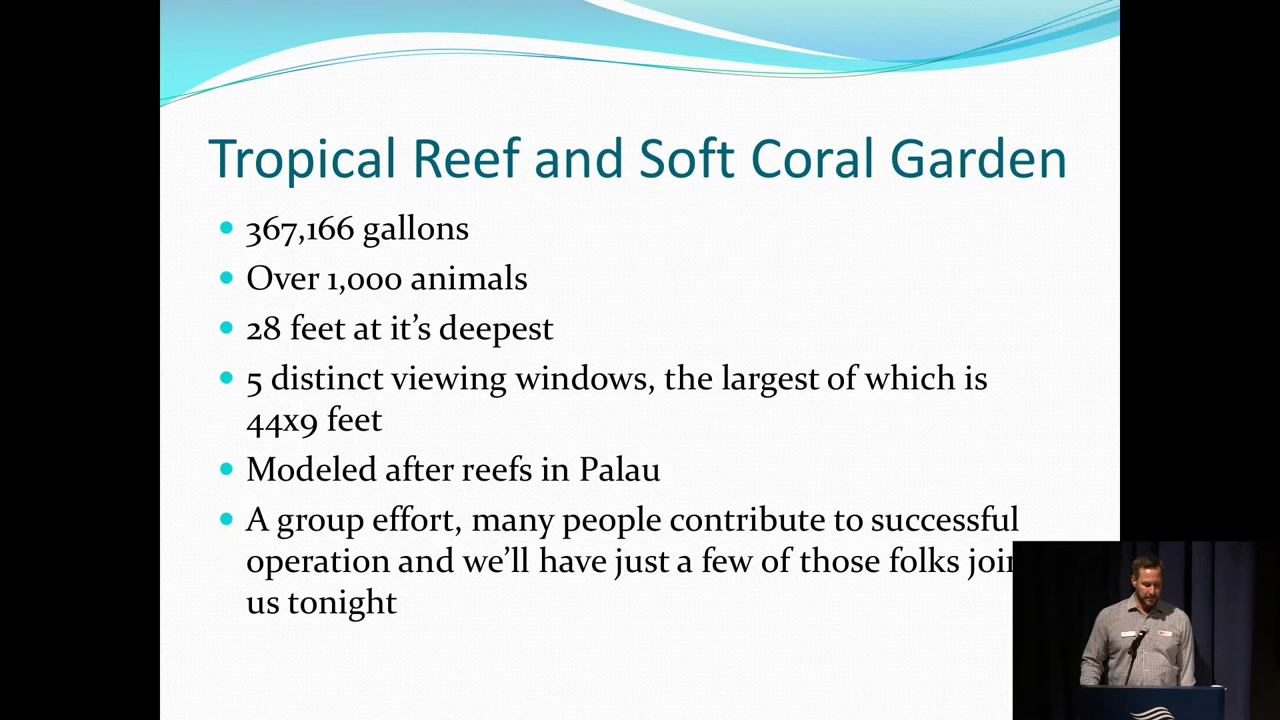 Tropical Reef and Soft Coral Garden
367,166 gallons
Over 1,000 animals
28 feet at it’s deepest
5 distinct viewing windows, the largest of which is
44x9 feet
Modeled after reefs in Palau
A group effort, many people contribute to successful
operation and we’ll have just a few of those folks join
us tonight